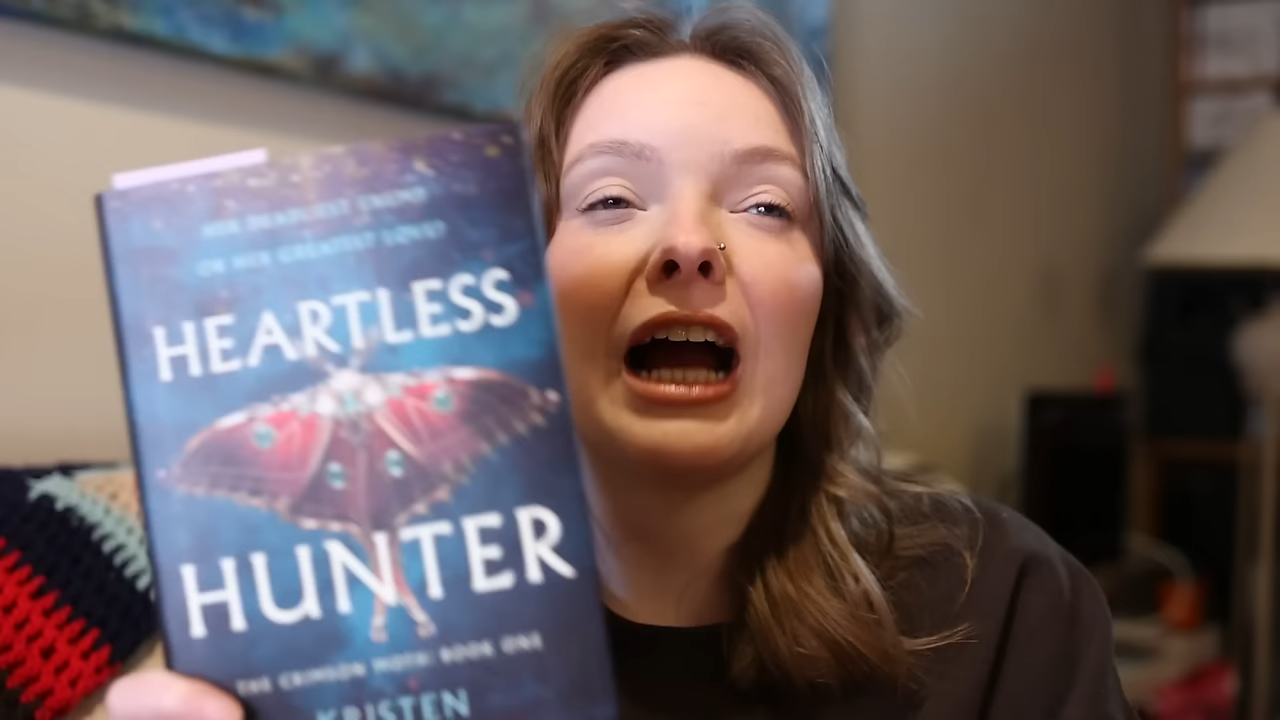 HER DEADLIEST ENEMY
OR HER GREATEST LOVE?
HEARTLESS
HUNTER
THE CRIMSON MOTH: BOOK ONE
KRISTEN